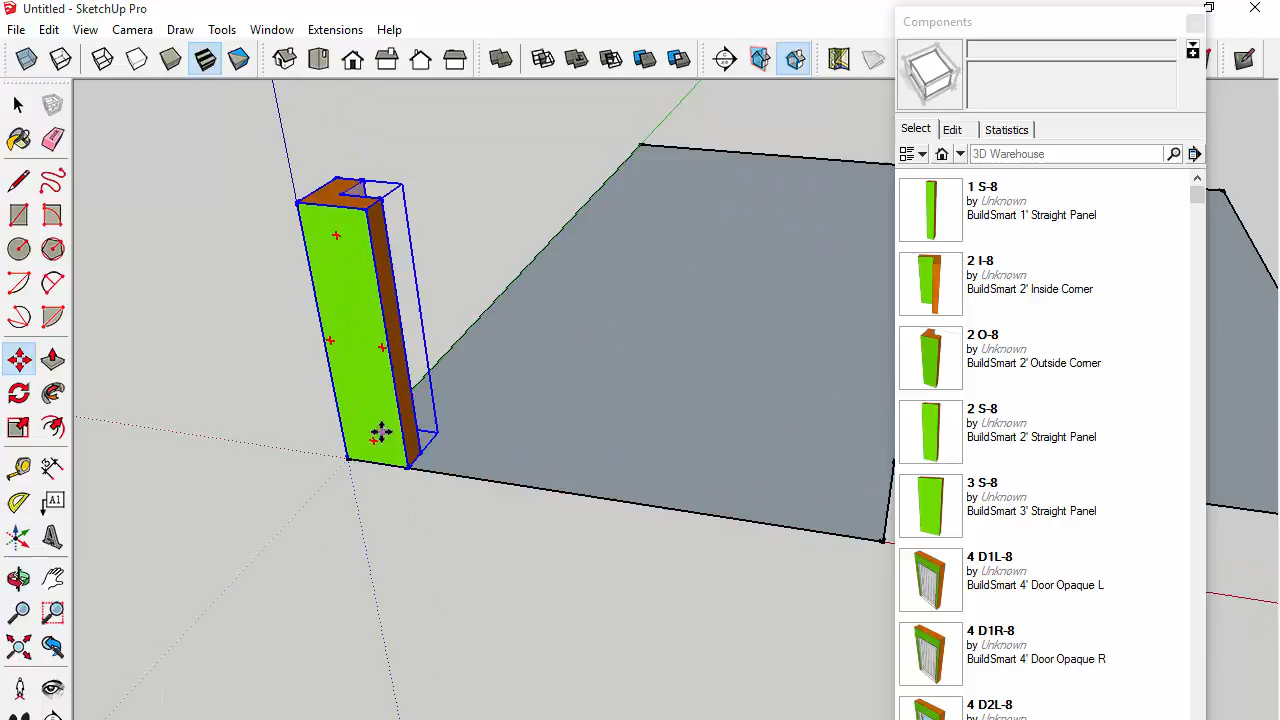 Untitled - SketchUp Pro
File Edit View Camera Draw Tools Window Extensions Help
Components
Select Edit Statistics
3D Warehouse
1 S-8
by Unknown
BuildSmart 1' Straight Panel
2 I-8
by Unknown
BuildSmart 2' Inside Corner
2 O-8
by Unknown
BuildSmart 2' Outside Corner
2 S-8
by Unknown
BuildSmart 2' Straight Panel
3 S-8
by Unknown
BuildSmart 3' Straight Panel
4 D1L-8
by Unknown
BuildSmart 4' Door Opaque L
4 D1R-8
by Unknown
BuildSmart 4' Door Opaque R
4 D2L-8
by Unknown
A1